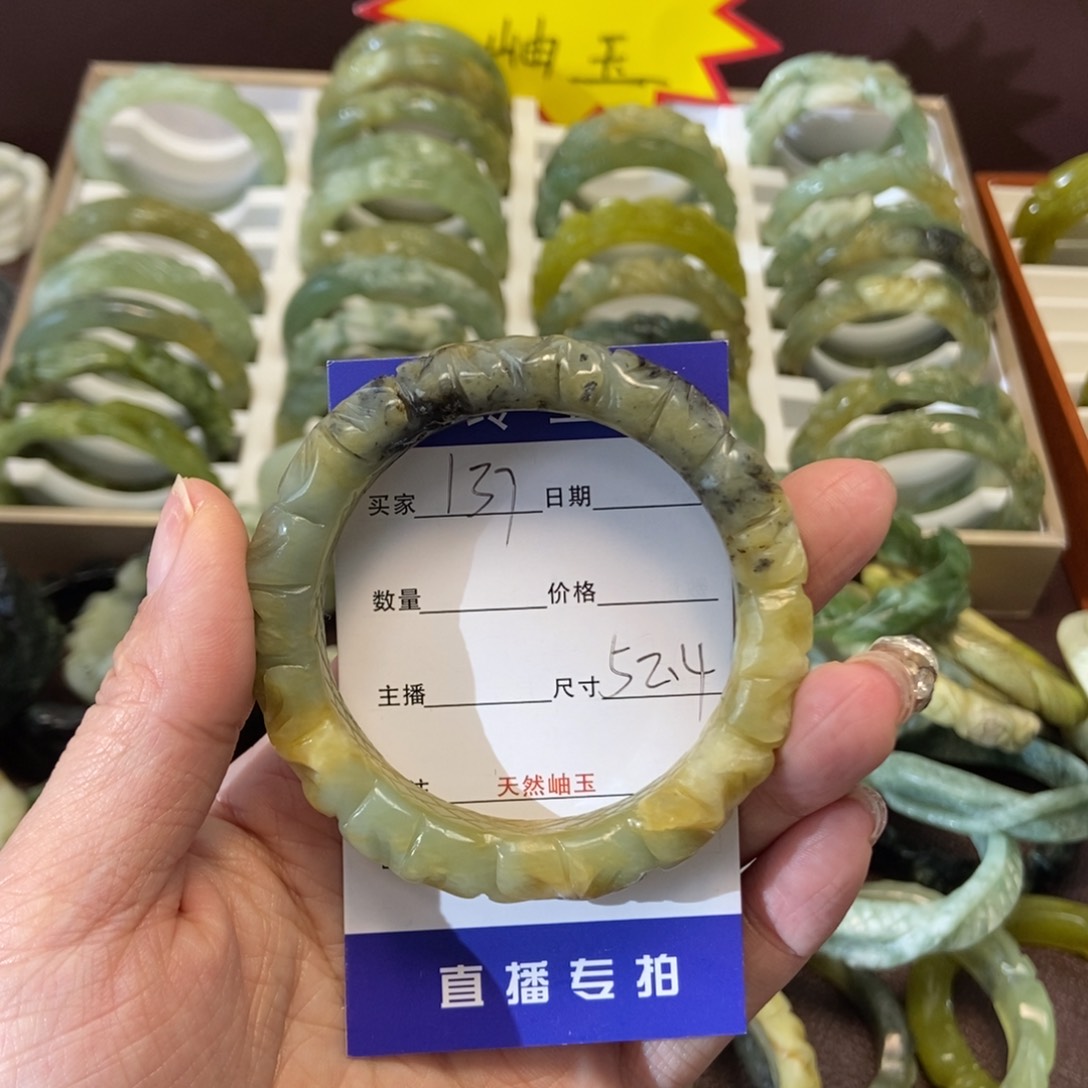 岫玉
买家 137 日期
数量 价格
主播 尺寸 52.4
天然岫玉
直播专拍